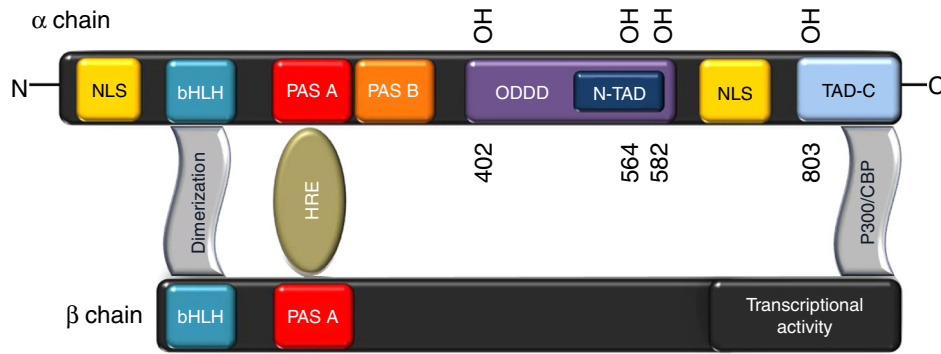 α chain
OH
OH
OH
OH
N
NLS
bHLH
PAS A
PAS B
ODDD
N-TAD
NLS
TAD-C
C
Dimerization
HRE
402
564
582
803
P300/CBP
β chain
bHLH
PAS A
Transcriptional
activity